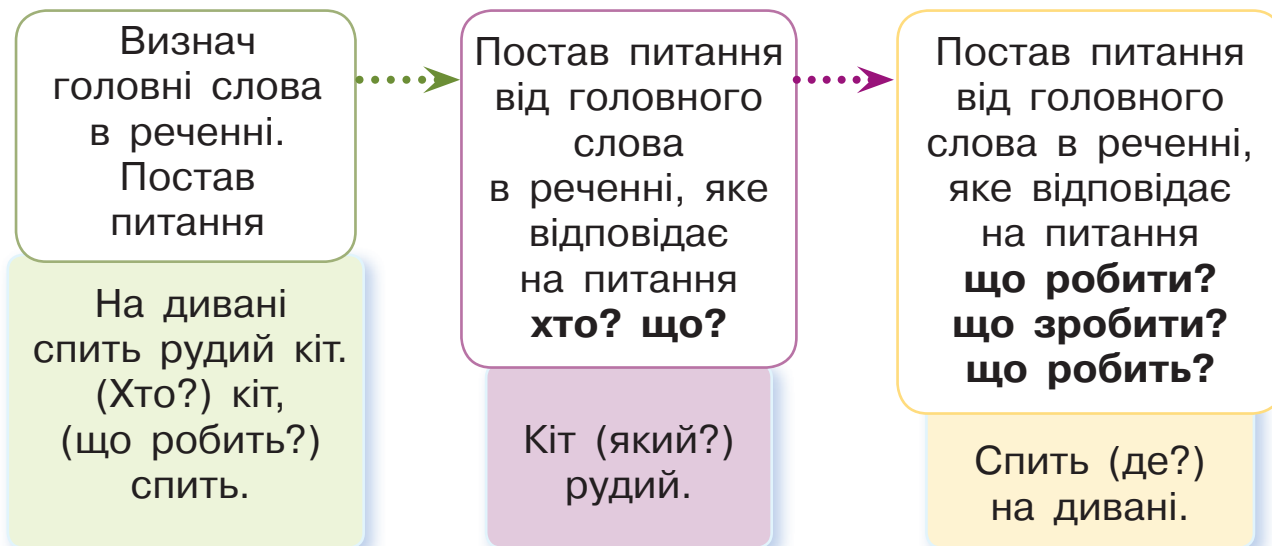 Визнач
головні слова
в реченні.
Постав
питання
На дивані
спить рудий кіт.
(Хто?) кіт,
(що робить?)
спить.
Постав питання
від головного
слова
в реченні, яке
відповідає
на питання
хто? що?
Кіт (який?)
рудий.
Постав питання
від головного
слова в реченні,
яке відповідає
на питання
що робити?
що зробити?
що робить?
Спить (де?)
на дивані.